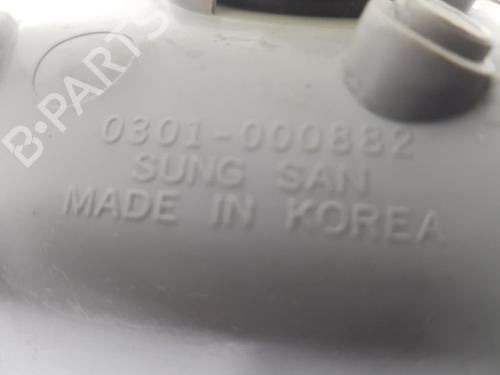 B-PARTS
0301-000882
SUNG SAN
MADE IN KOREA